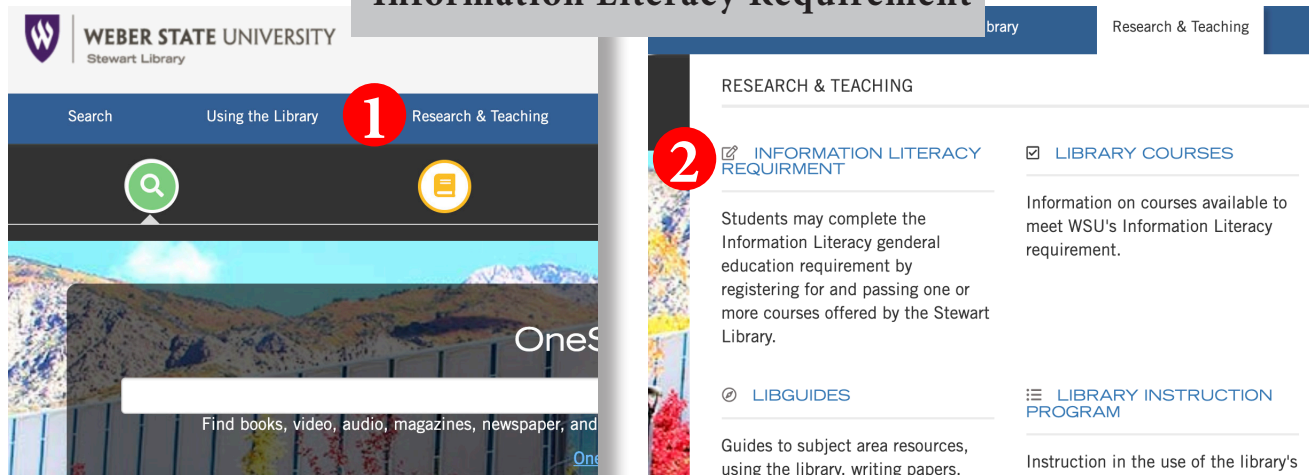 Information Literacy Requirement
WEBER STATE UNIVERSITY
Stewart Library
Search Using the Library 1 Research & Teaching
OneS
Find books, video, audio, magazines, newspaper, and
One
brary Research & Teaching
RESEARCH & TEACHING
2 INFORMATION LITERACY
REQUIRMENT
Students may complete the
Information Literacy genderal
education requirement by
registering for and passing one or
more courses offered by the Stewart
Library.
LIBRARY COURSES
Information on courses available to
meet WSU's Information Literacy
requirement.
LIBGUIDES
Guides to subject area resources,
using the library, writing papers,
LIBRARY INSTRUCTION
PROGRAM
Instruction in the use of the library's